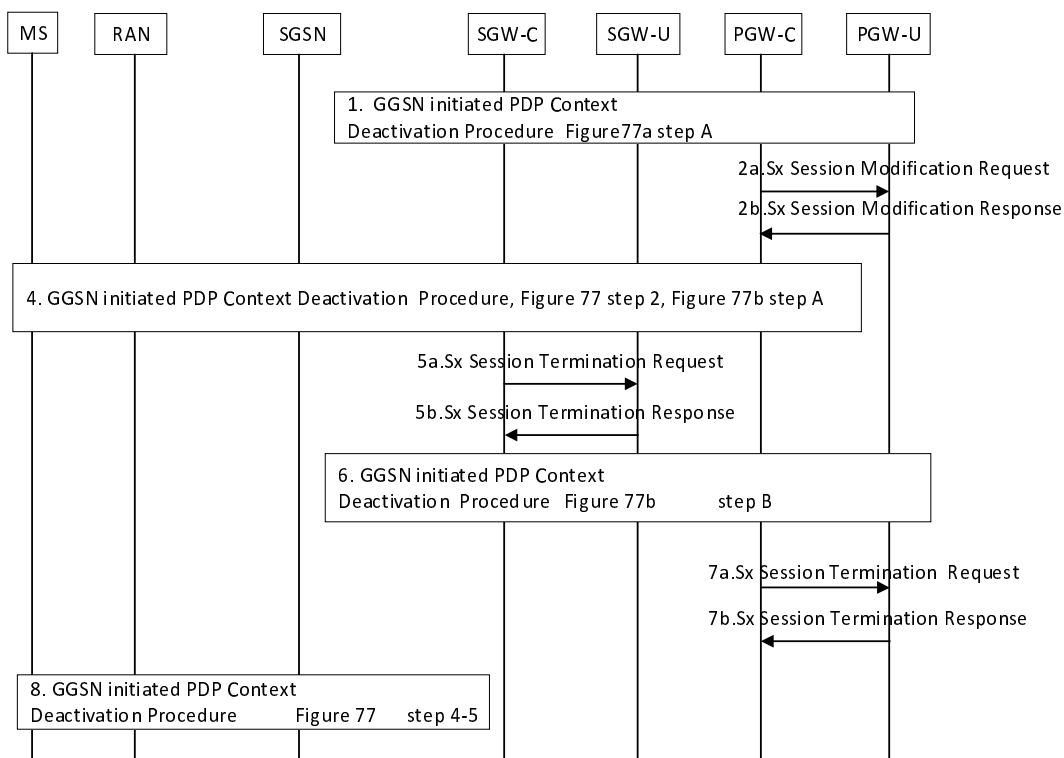 MS
RAN
SGSN
SGW-C
SGW-U
PGW-C
PGW-U
1. GGSN initiated PDP Context
Deactivation Procedure Figure77a step A
2a.Sx Session Modification Request
2b.Sx Session Modification Response
4. GGSN initiated PDP Context Deactivation Procedure, Figure 77 step 2, Figure 77b step A
5a.Sx Session Termination Request
5b.Sx Session Termination Response
6. GGSN initiated PDP Context
Deactivation Procedure Figure 77b step B
7a.Sx Session Termination Request
7b.Sx Session Termination Response
8. GGSN initiated PDP Context
Deactivation Procedure Figure 77 step 4-5